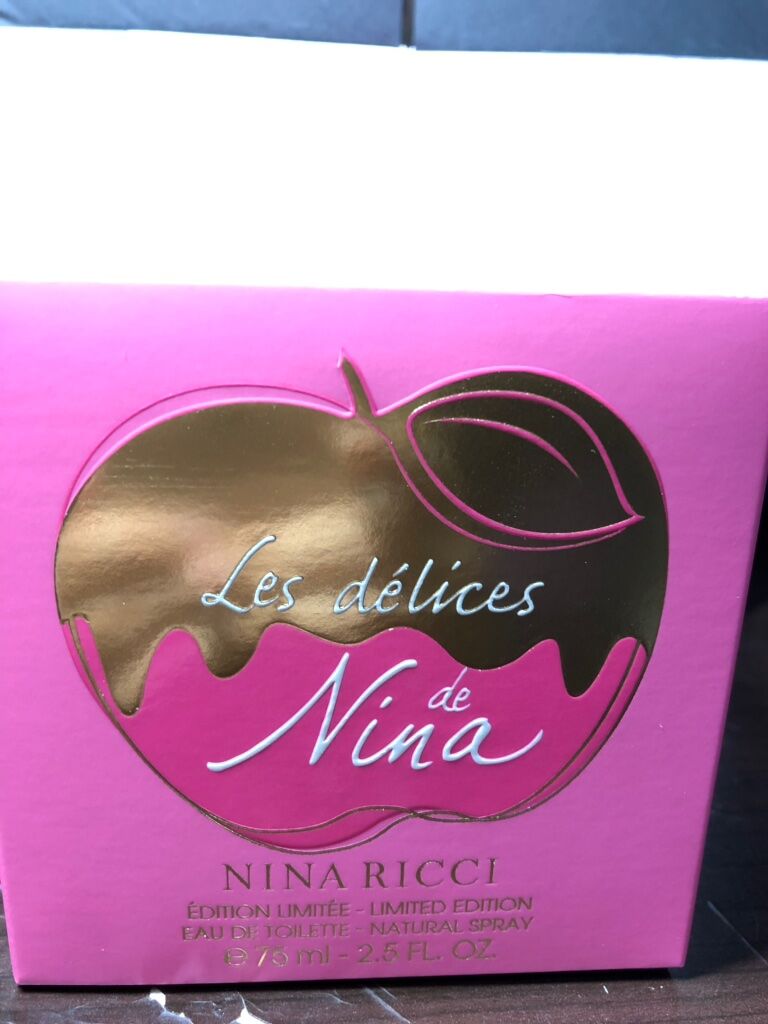 Les délices
de
Nina
NINA RICCI
ÉDITION LIMITÉE - LIMITED EDITION
EAU DE TOILETTE - NATURAL SPRAY
℮ 75 ml - 2.5 FL. OZ.